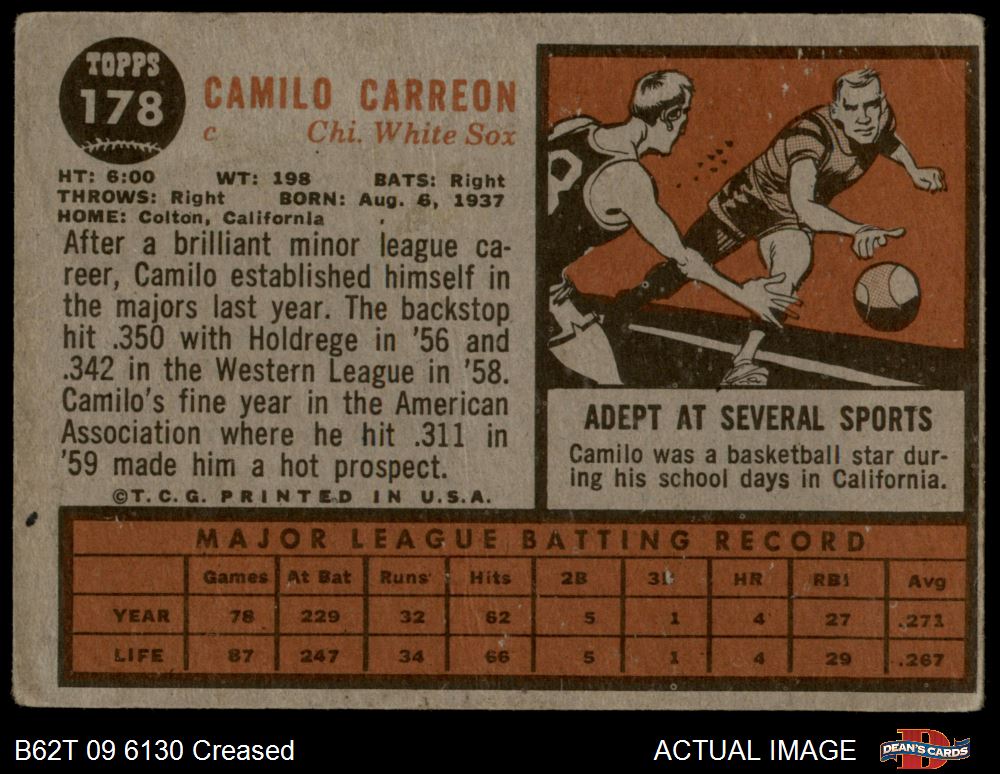 TOPPS
178
CAMILO CARREON
c Chi. White Sox
HT: 6:00 WT: 198 BATS: Right
THROWS: Right BORN: Aug. 6, 1937
HOME: Colton, California
After a brilliant minor league ca-
reer, Camilo established himself in
the majors last year. The backstop
hit .350 with Holdrege in '56 and
.342 in the Western League in '58.
Camilo's fine year in the American
Association where he hit .311 in
'59 made him a hot prospect.
©T.C.G. PRINTED IN U.S.A.
ADEPT AT SEVERAL SPORTS
Camilo was a basketball star dur-
ing his school days in California.
MAJOR LEAGUE BATTING RECORD
Games At Bat Runs Hits 2B 3B HR RBI Avg
YEAR 78 229 32 62 5 1 4 27 .271
LIFE 87 247 34 66 5 1 4 29 .267
B62T 09 6130 Creased
ACTUAL IMAGE
DEAN'S CARDS